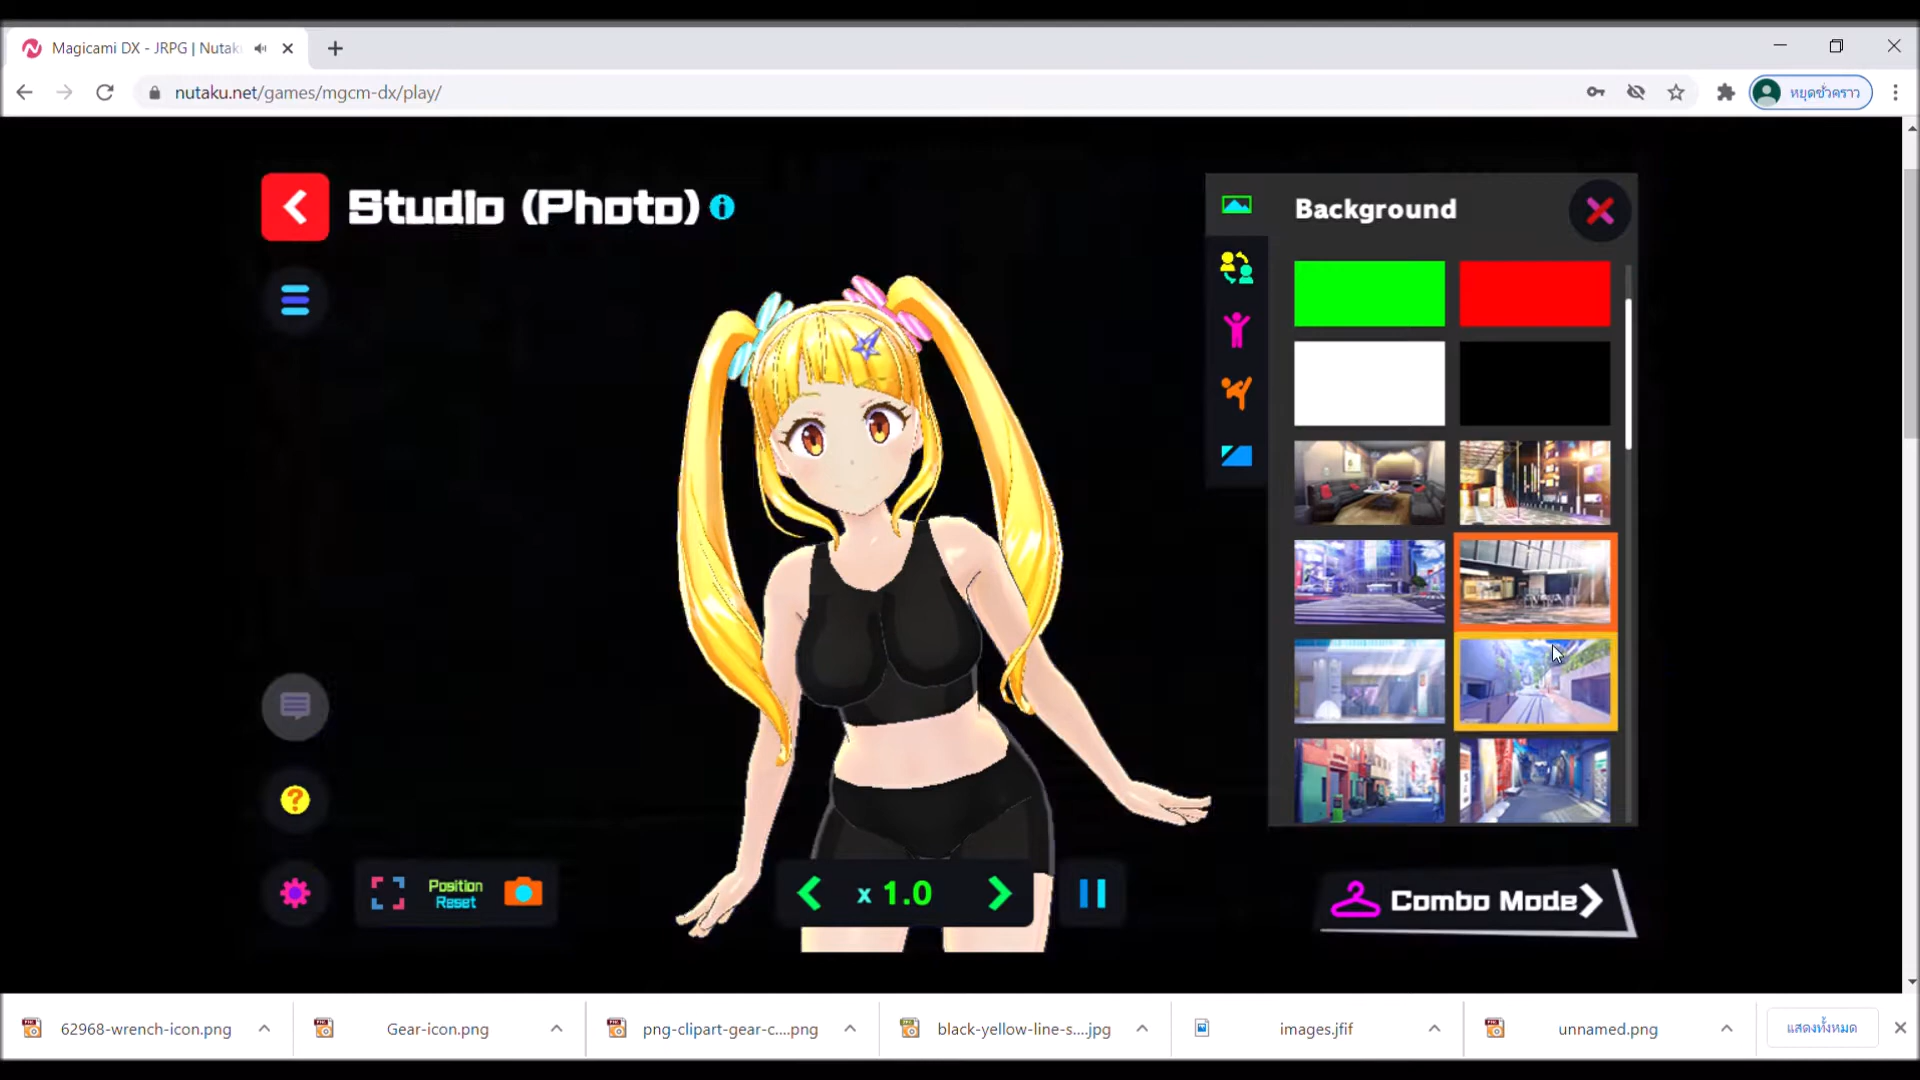 Magicami DX - JRPG | Nutak
nutaku.net/games/mgcm-dx/play/
หยุดชั่วคราว
Studio (Photo)
Background
Position
Reset
x 1.0
Combo Mode
62968-wrench-icon.png
Gear-icon.png
png-clipart-gear-c....png
black-yellow-line-s....jpg
images.jfif
unnamed.png
แสดงทั้งหมด